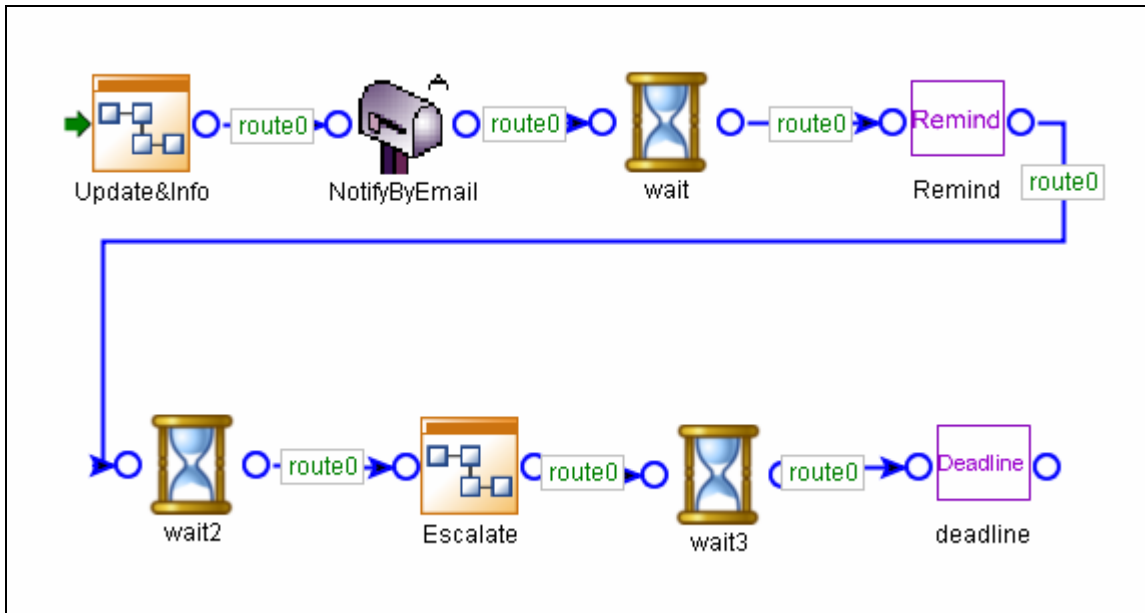 route0
route0
route0
Remind
Update&Info
NotifyByEmail
wait
Remind
route0
route0
route0
route0
Deadline
wait2
Escalate
wait3
deadline